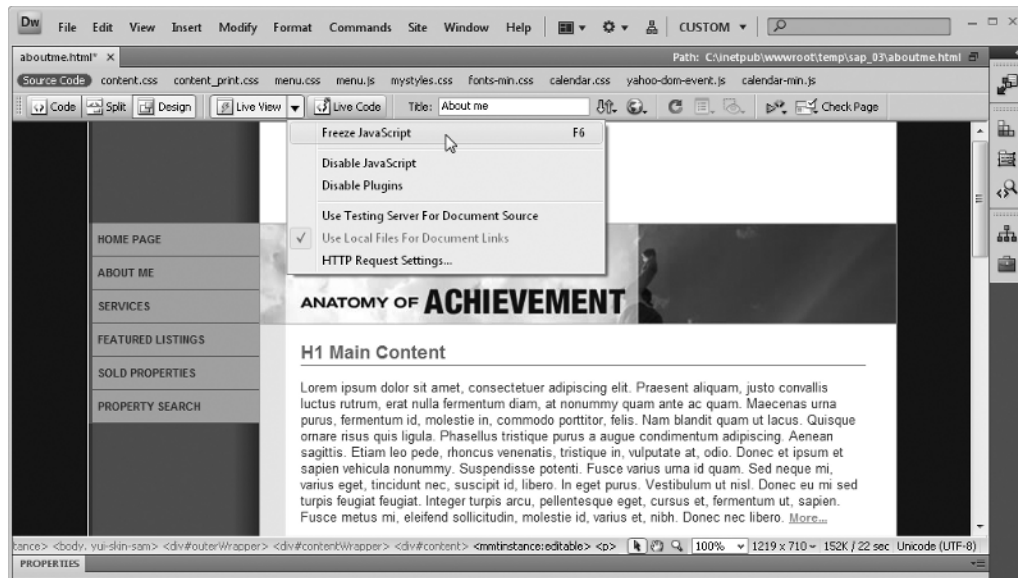 Dw File Edit View Insert Modify Format Commands Site Window Help CUSTOM
aboutme.html* × Path: C:\inetpub\wwwroot\temp\sap_03\aboutme.html
Source Code content.css content_print.css menu.css menu.js mystyles.css fonts-min.css calendar.css yahoo-dom-event.js calendar-min.js
Code Split Design Live View Live Code Title: About me Check Page
Freeze JavaScript F6
Disable JavaScript
Disable Plugins
Use Testing Server For Document Source
Use Local Files For Document Links
HTTP Request Settings...
HOME PAGE
ABOUT ME
SERVICES
FEATURED LISTINGS
SOLD PROPERTIES
PROPERTY SEARCH
ANATOMY OF ACHIEVEMENT
H1 Main Content
Lorem ipsum dolor sit amet, consectetuer adipiscing elit. Praesent aliquam, justo convallis
luctus rutrum, erat nulla fermentum diam, at nonummy quam ante ac quam. Maecenas urna
purus, fermentum id, molestie in, commodo porttitor, felis. Nam blandit quam ut lacus. Quisque
ornare risus quis ligula. Phasellus tristique purus a augue condimentum adipiscing. Aenean
sagittis. Etiam leo pede, rhoncus venenatis, tristique in, vulputate at, odio. Donec et ipsum et
sapien vehicula nonummy. Suspendisse potenti. Fusce varius urna id quam. Sed neque mi,
varius eget, tincidunt nec, suscipit id, libero. In eget purus. Vestibulum ut nisl. Donec eu mi sed
turpis feugiat feugiat. Integer turpis arcu, pellentesque eget, cursus et, fermentum ut, sapien.
Fusce metus mi, eleifend sollicitudin, molestie id, varius et, nibh. Donec nec libero. More...
tance> <body. yui-skin-sam> <div#outerWrapper> <div#contentWrapper> <div#content> <mmtinstance:editable> <p> 100% 1219 x 710 152K / 22 sec Unicode (UTF-8)
PROPERTIES